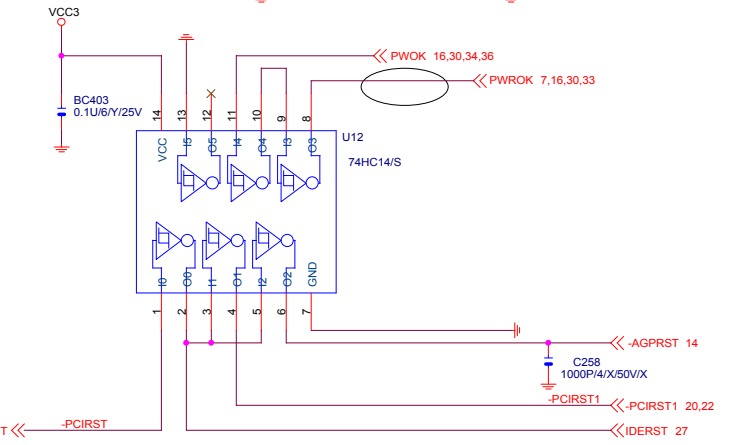 VCC3
PWOK 16,30,34,36
PWROK 7,16,30,33
BC403
0.1U/6/Y/25V
14
13
12
11
10
9
8
U12
74HC14/S
VCC
I5
O5
I4
O4
I3
O3
I0
O0
I1
O1
I2
O2
GND
1
2
3
4
5
6
7
-AGPRST 14
C258
1000P/4/X/50V/X
-PCIRST1
-PCIRST1 20,22
T
-PCIRST
IDERST 27